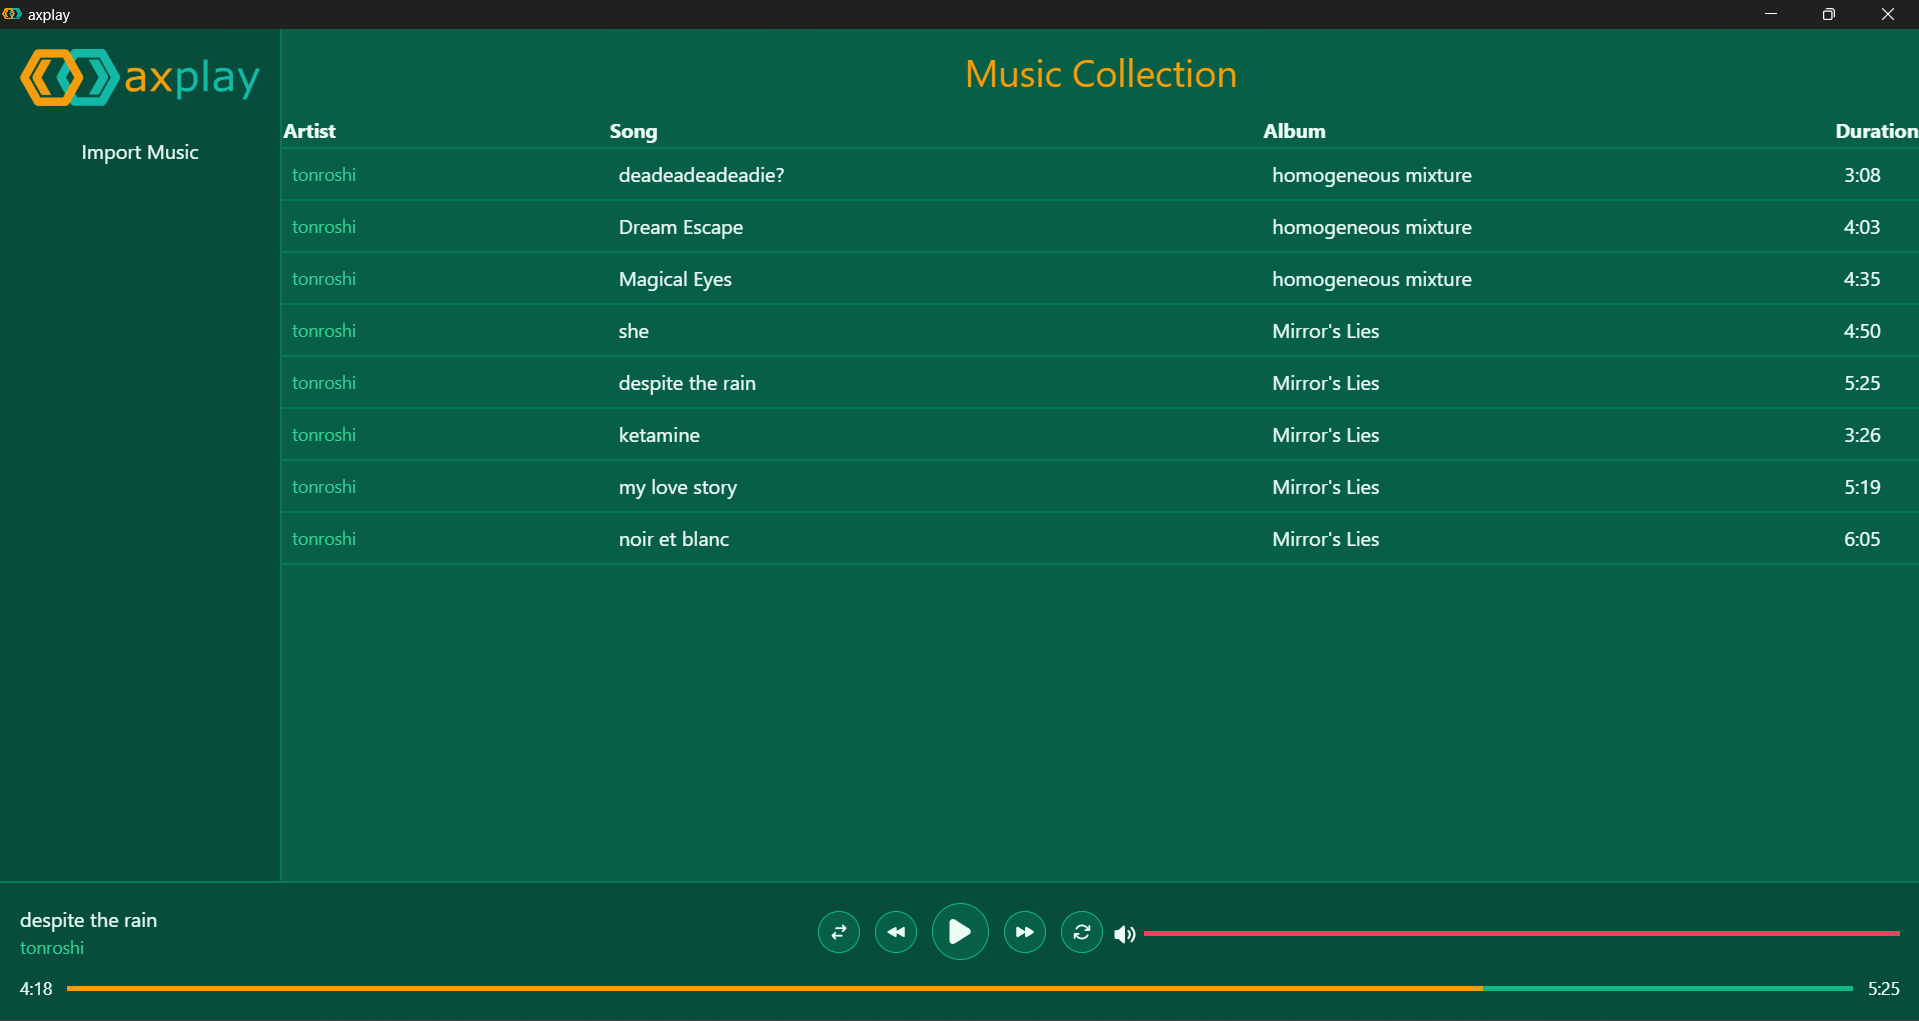 axplay
axplay
Import Music
Music Collection
Artist Song Album Duration
tonroshi deadeadeadeadie? homogeneous mixture 3:08
tonroshi Dream Escape homogeneous mixture 4:03
tonroshi Magical Eyes homogeneous mixture 4:35
tonroshi she Mirror's Lies 4:50
tonroshi despite the rain Mirror's Lies 5:25
tonroshi ketamine Mirror's Lies 3:26
tonroshi my love story Mirror's Lies 5:19
tonroshi noir et blanc Mirror's Lies 6:05
despite the rain
tonroshi
4:18 5:25